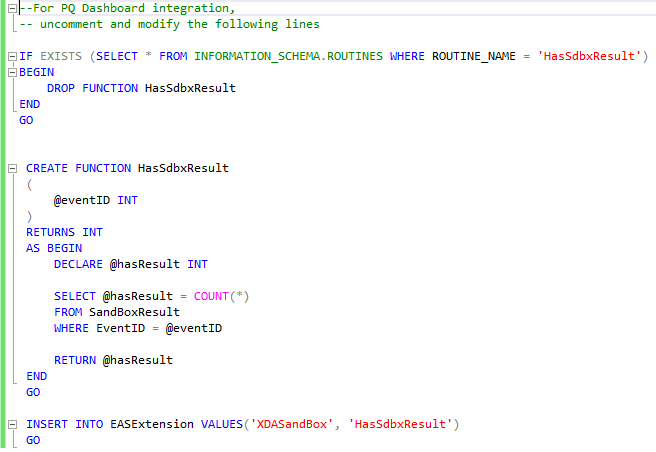 --For PQ Dashboard integration,
-- uncomment and modify the following lines
IF EXISTS (SELECT * FROM INFORMATION_SCHEMA.ROUTINES WHERE ROUTINE_NAME = 'HasSdbxResult')
BEGIN
    DROP FUNCTION HasSdbxResult
END
GO
CREATE FUNCTION HasSdbxResult
(
    @eventID INT
)
RETURNS INT
AS BEGIN
    DECLARE @hasResult INT
    SELECT @hasResult = COUNT(*)
    FROM SandBoxResult
    WHERE EventID = @eventID
    RETURN @hasResult
END
GO
INSERT INTO EASExtension VALUES('XDASandBox', 'HasSdbxResult')
GO